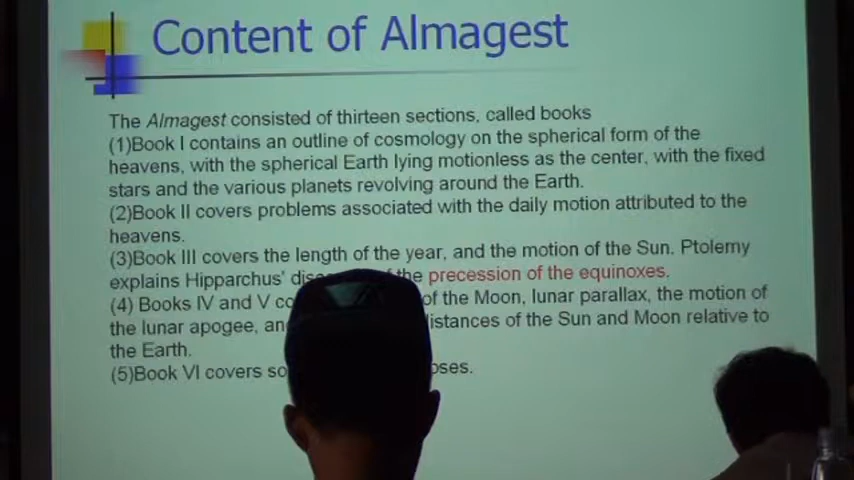 Content of Almagest
The Almagest consisted of thirteen sections, called books
(1)Book I contains an outline of cosmology on the spherical form of the
heavens, with the spherical Earth lying motionless as the center, with the fixed
stars and the various planets revolving around the Earth.
(2)Book II covers problems associated with the daily motion attributed to the
heavens.
(3)Book III covers the length of the year, and the motion of the Sun. Ptolemy
explains Hipparchus' the precession of the equinoxes.
(4) Books IV and V of the Moon, lunar parallax, the motion of
the lunar apogee, of the Sun and Moon relative to
the Earth.
(5)Book VI covers